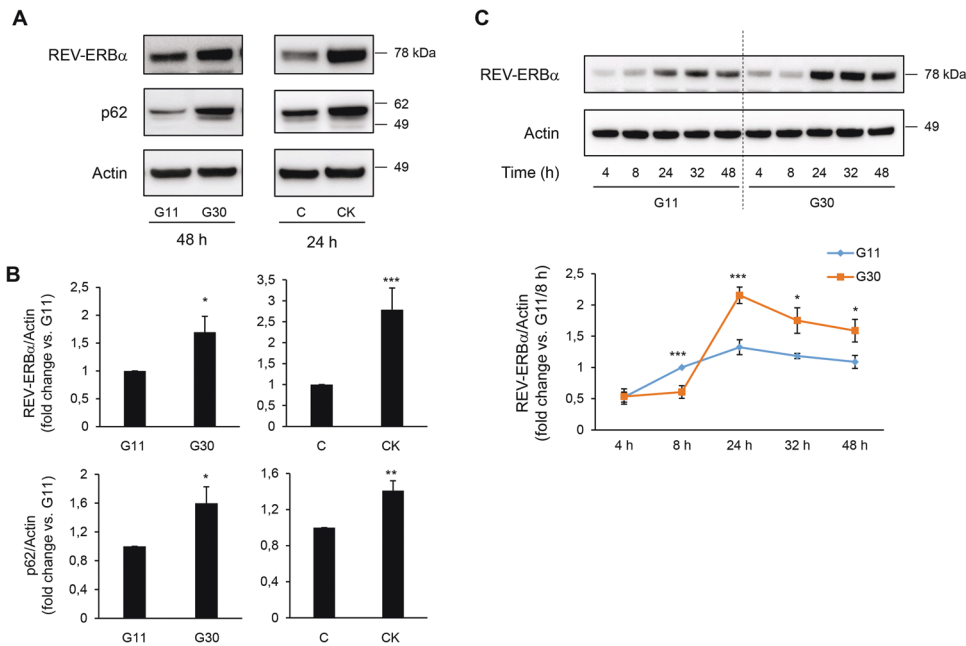 A
REV-ERBα
78 kDa
p62
62
49
Actin
49
G11 G30 C CK
48 h 24 h
B
REV-ERBα/Actin
(fold change vs. G11)
2,5
2
1,5
1
0,5
0
G11 G30
*
3,5
3
2,5
2
1,5
1
0,5
0
C CK
***
p62/Actin
(fold change vs. G11)
2
1,6
1,2
0,8
0,4
0
G11 G30
*
1,6
1,2
0,8
0,4
0
C CK
**
C
REV-ERBα
78 kDa
Actin
49
Time (h) 4 8 24 32 48 4 8 24 32 48
G11 G30
G11
G30
REV-ERBα/Actin
(fold change vs. G11/8 h)
2,5
2
1,5
1
0,5
0
*** *** * *
4 h 8 h 24 h 32 h 48 h